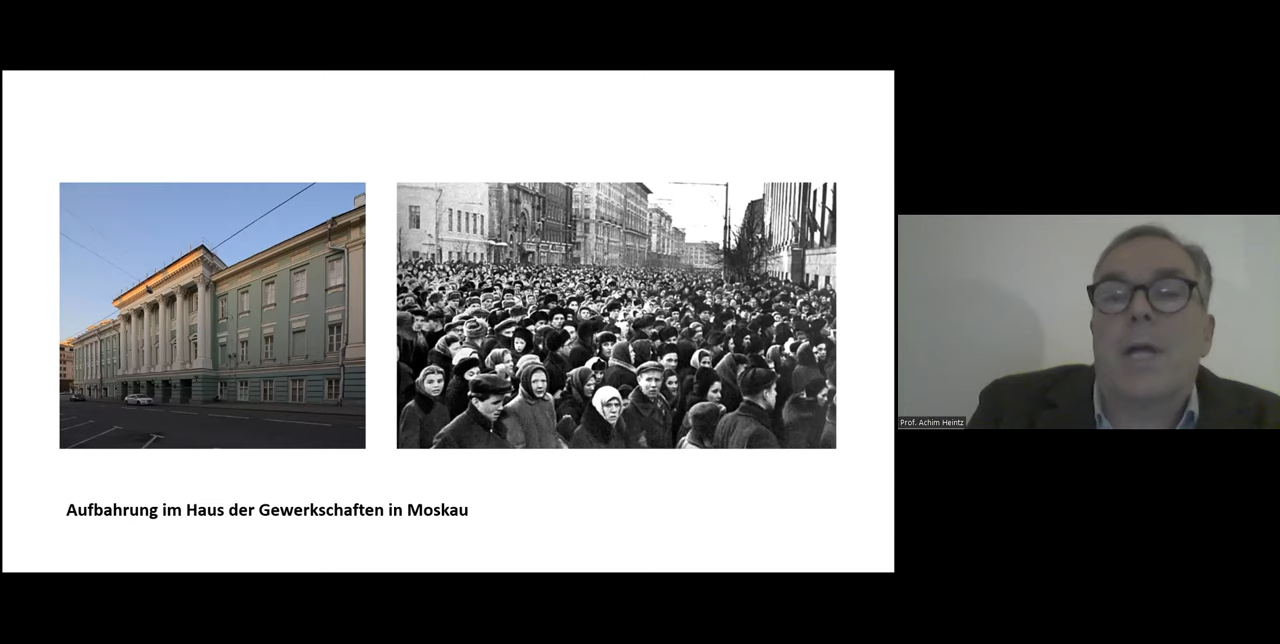 Aufbahrung im Haus der Gewerkschaften in Moskau
Prof. Achim Heintz